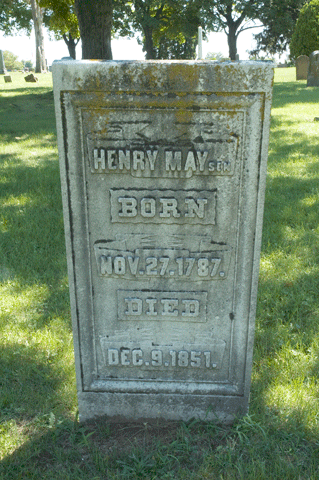 HENRY MAY SEN
BORN
NOV. 27. 1787.
DIED
DEC. 9. 1851.